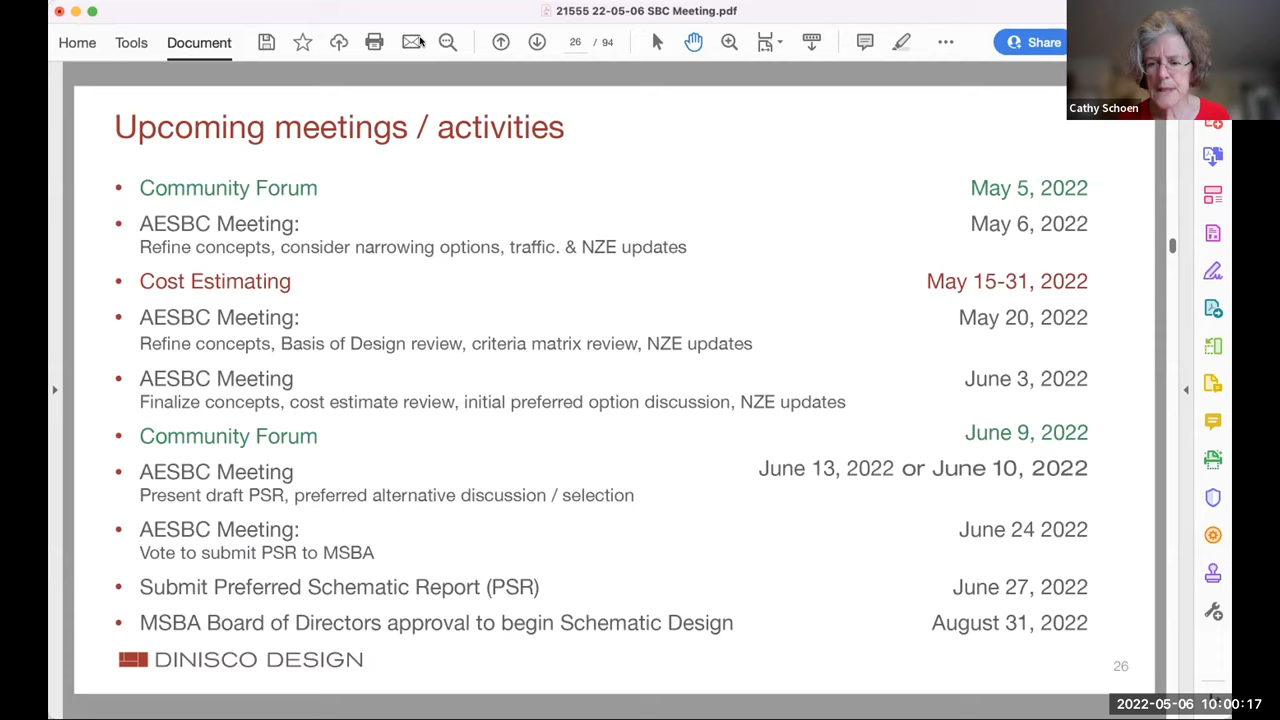 21555 22-05-06 SBC Meeting.pdf
Home Tools Document 26 / 94 Share
Cathy Schoen
Upcoming meetings / activities
• Community Forum May 5, 2022
• AESBC Meeting: May 6, 2022
Refine concepts, consider narrowing options, traffic. & NZE updates
• Cost Estimating May 15-31, 2022
• AESBC Meeting: May 20, 2022
Refine concepts, Basis of Design review, criteria matrix review, NZE updates
• AESBC Meeting June 3, 2022
Finalize concepts, cost estimate review, initial preferred option discussion, NZE updates
• Community Forum June 9, 2022
• AESBC Meeting June 13, 2022 or June 10, 2022
Present draft PSR, preferred alternative discussion / selection
• AESBC Meeting: June 24 2022
Vote to submit PSR to MSBA
• Submit Preferred Schematic Report (PSR) June 27, 2022
• MSBA Board of Directors approval to begin Schematic Design August 31, 2022
DINISCO DESIGN
26
2022-05-06 10:00:17